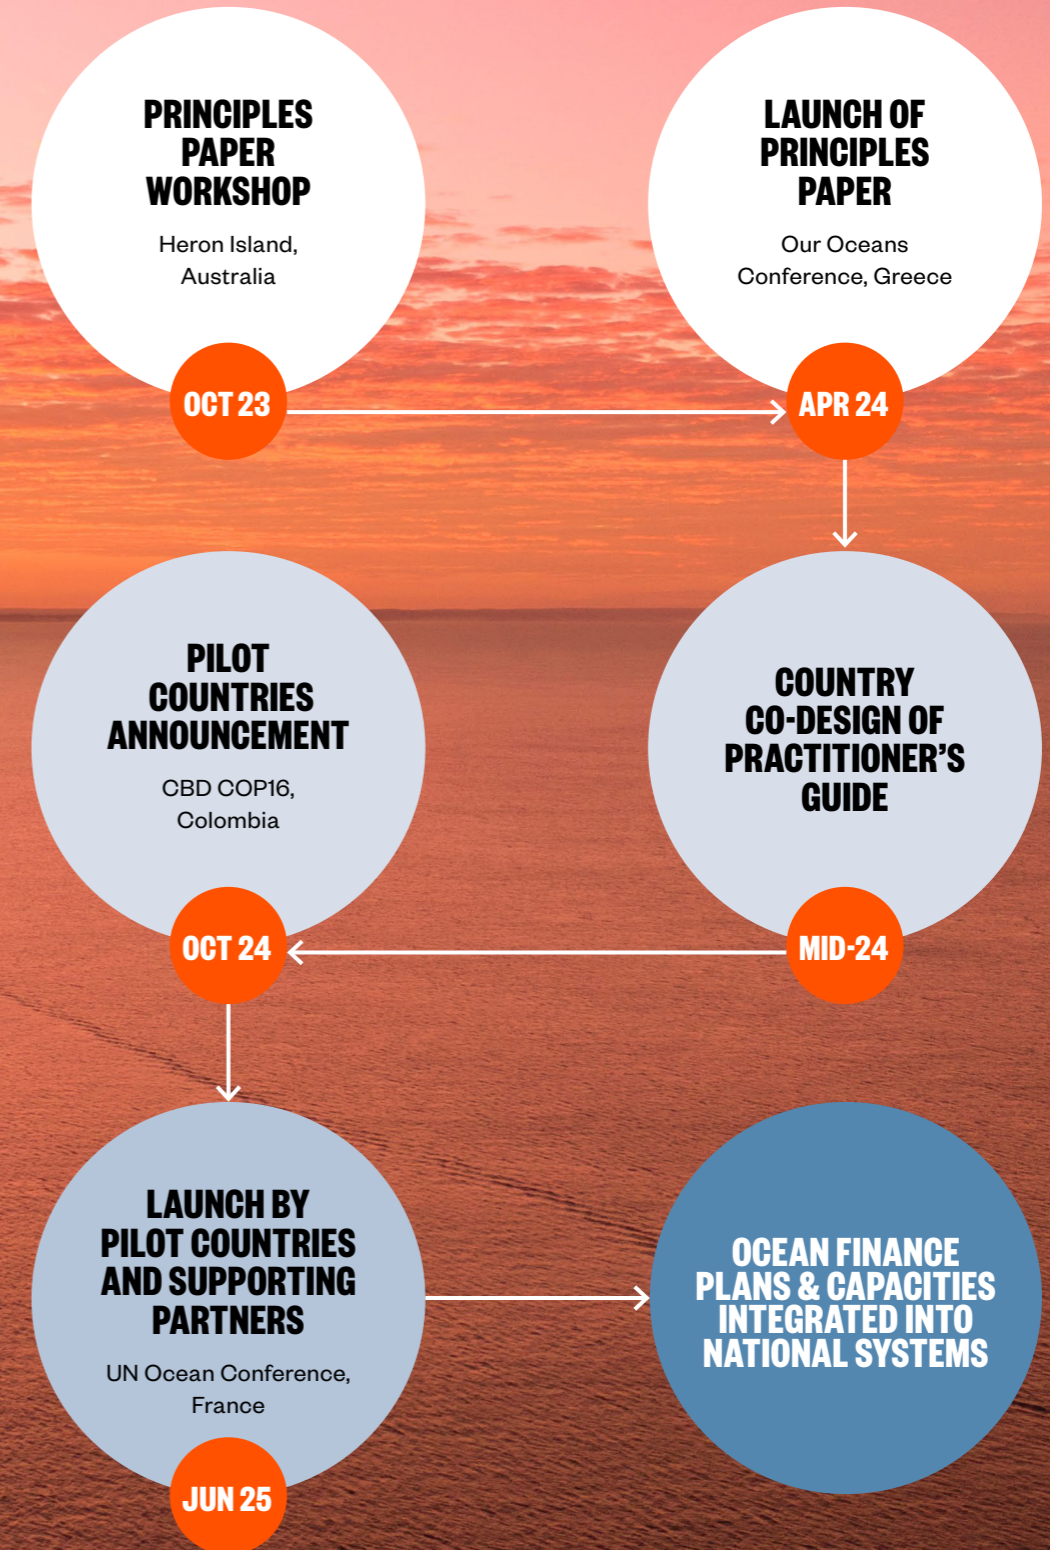 PRINCIPLES
PAPER
WORKSHOP
Heron Island,
Australia
OCT 23
LAUNCH OF
PRINCIPLES
PAPER
Our Oceans
Conference, Greece
APR 24
COUNTRY
CO-DESIGN OF
PRACTITIONER’S
GUIDE
MID-24
PILOT
COUNTRIES
ANNOUNCEMENT
CBD COP16,
Colombia
OCT 24
LAUNCH BY
PILOT COUNTRIES
AND SUPPORTING
PARTNERS
UN Ocean Conference,
France
JUN 25
OCEAN FINANCE
PLANS & CAPACITIES
INTEGRATED INTO
NATIONAL SYSTEMS